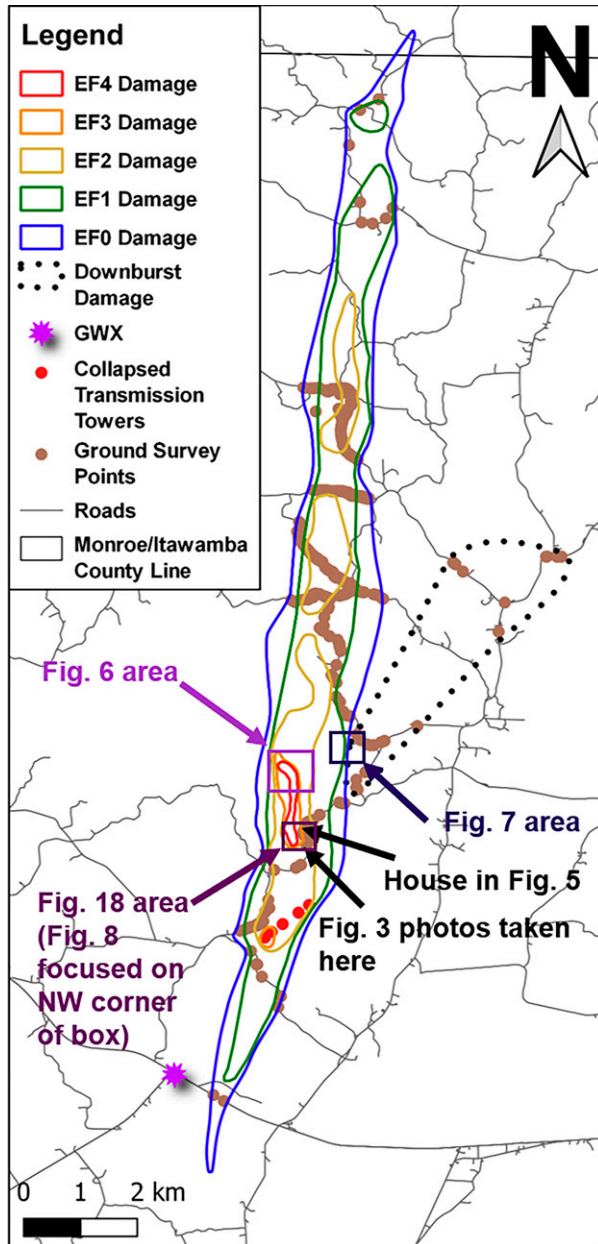 Legend
EF4 Damage
EF3 Damage
EF2 Damage
EF1 Damage
EF0 Damage
Downburst
Damage
GWX
Collapsed
Transmission
Towers
Ground Survey
Points
Roads
Monroe/Itawamba
County Line
N
Fig. 6 area
Fig. 7 area
House in Fig. 5
Fig. 3 photos taken
here
Fig. 18 area
(Fig. 8
focused on
NW corner
of box)
0 1 2 km